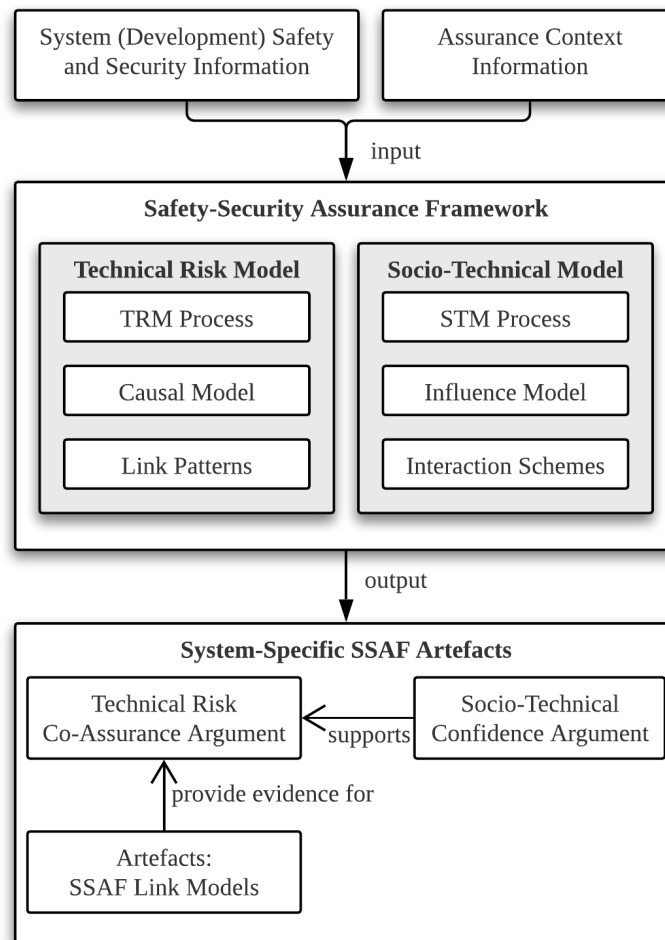 System (Development) Safety
and Security Information
Assurance Context
Information
input
Safety-Security Assurance Framework
Technical Risk Model
TRM Process
Causal Model
Link Patterns
Socio-Technical Model
STM Process
Influence Model
Interaction Schemes
output
System-Specific SSAF Artefacts
Technical Risk
Co-Assurance Argument
supports
Socio-Technical
Confidence Argument
provide evidence for
Artefacts:
SSAF Link Models